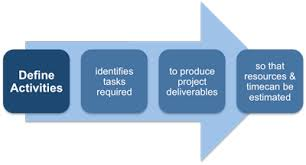 Define
Activities
identifies
tasks
required
to produce
project
deliverables
so that
resources &
timecan be
estimated